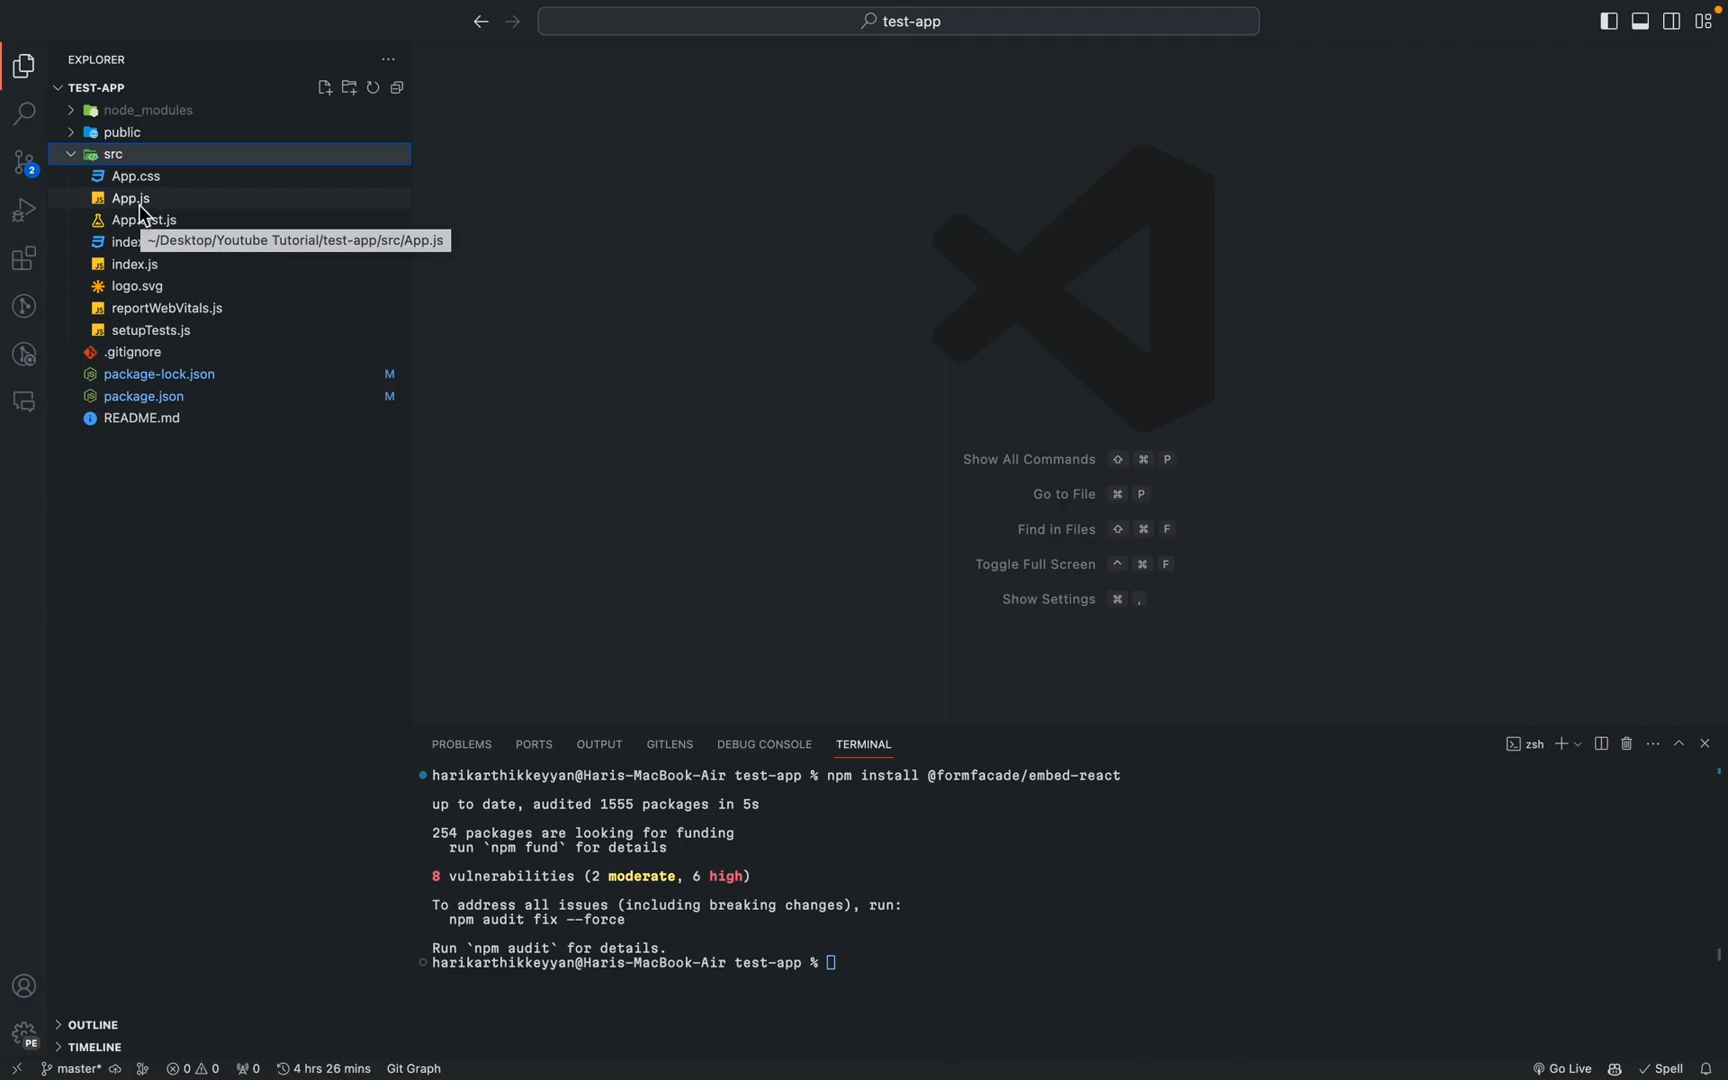 test-app
EXPLORER
TEST-APP
node_modules
public
src
App.css
App.js
App.test.js
~/Desktop/Youtube Tutorial/test-app/src/App.js
index.js
logo.svg
reportWebVitals.js
setupTests.js
.gitignore
package-lock.json M
package.json M
README.md
2
Show All Commands ⇧ ⌘ P
Go to File ⌘ P
Find in Files ⇧ ⌘ F
Toggle Full Screen ^ ⌘ F
Show Settings ⌘ ,
PROBLEMS PORTS OUTPUT GITLENS DEBUG CONSOLE TERMINAL
zsh
harikarthikkeyyan@Haris-MacBook-Air test-app % npm install @formfacade/embed-react
up to date, audited 1555 packages in 5s
254 packages are looking for funding
run `npm fund` for details
8 vulnerabilities (2 moderate, 6 high)
To address all issues (including breaking changes), run:
npm audit fix --force
Run `npm audit` for details.
harikarthikkeyyan@Haris-MacBook-Air test-app %
OUTLINE
TIMELINE
PE
master* 0 0 0 4 hrs 26 mins Git Graph
Go Live Spell